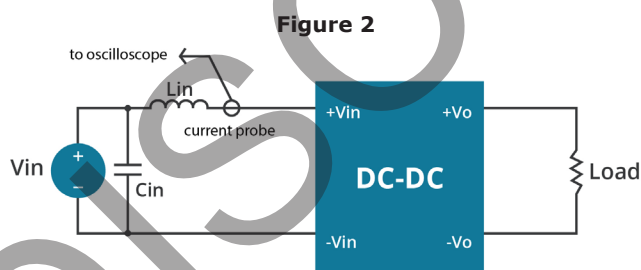 Figure 2
to oscilloscope
Lin
current probe
+Vin
+Vo
Vin
+
−
Cin
DC-DC
Load
-Vin
-Vo